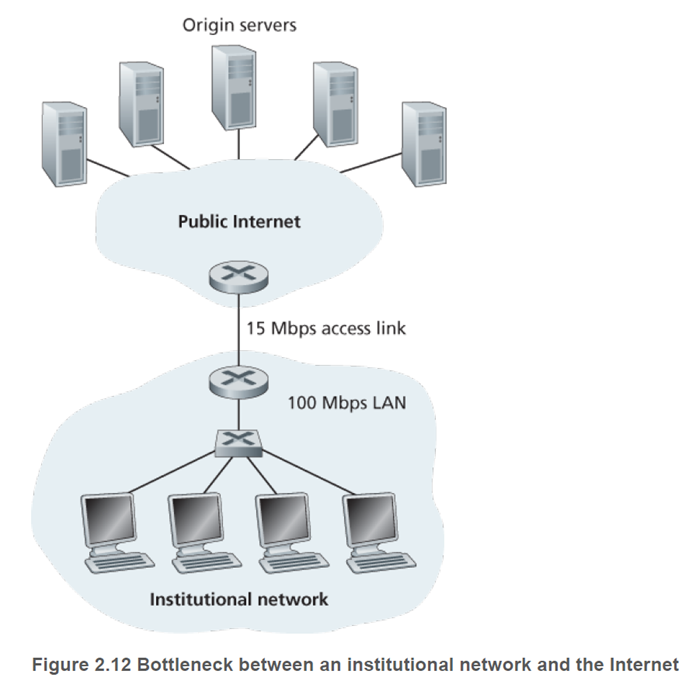 Origin servers
Public Internet
15 Mbps access link
100 Mbps LAN
Institutional network
Figure 2.12 Bottleneck between an institutional network and the Internet